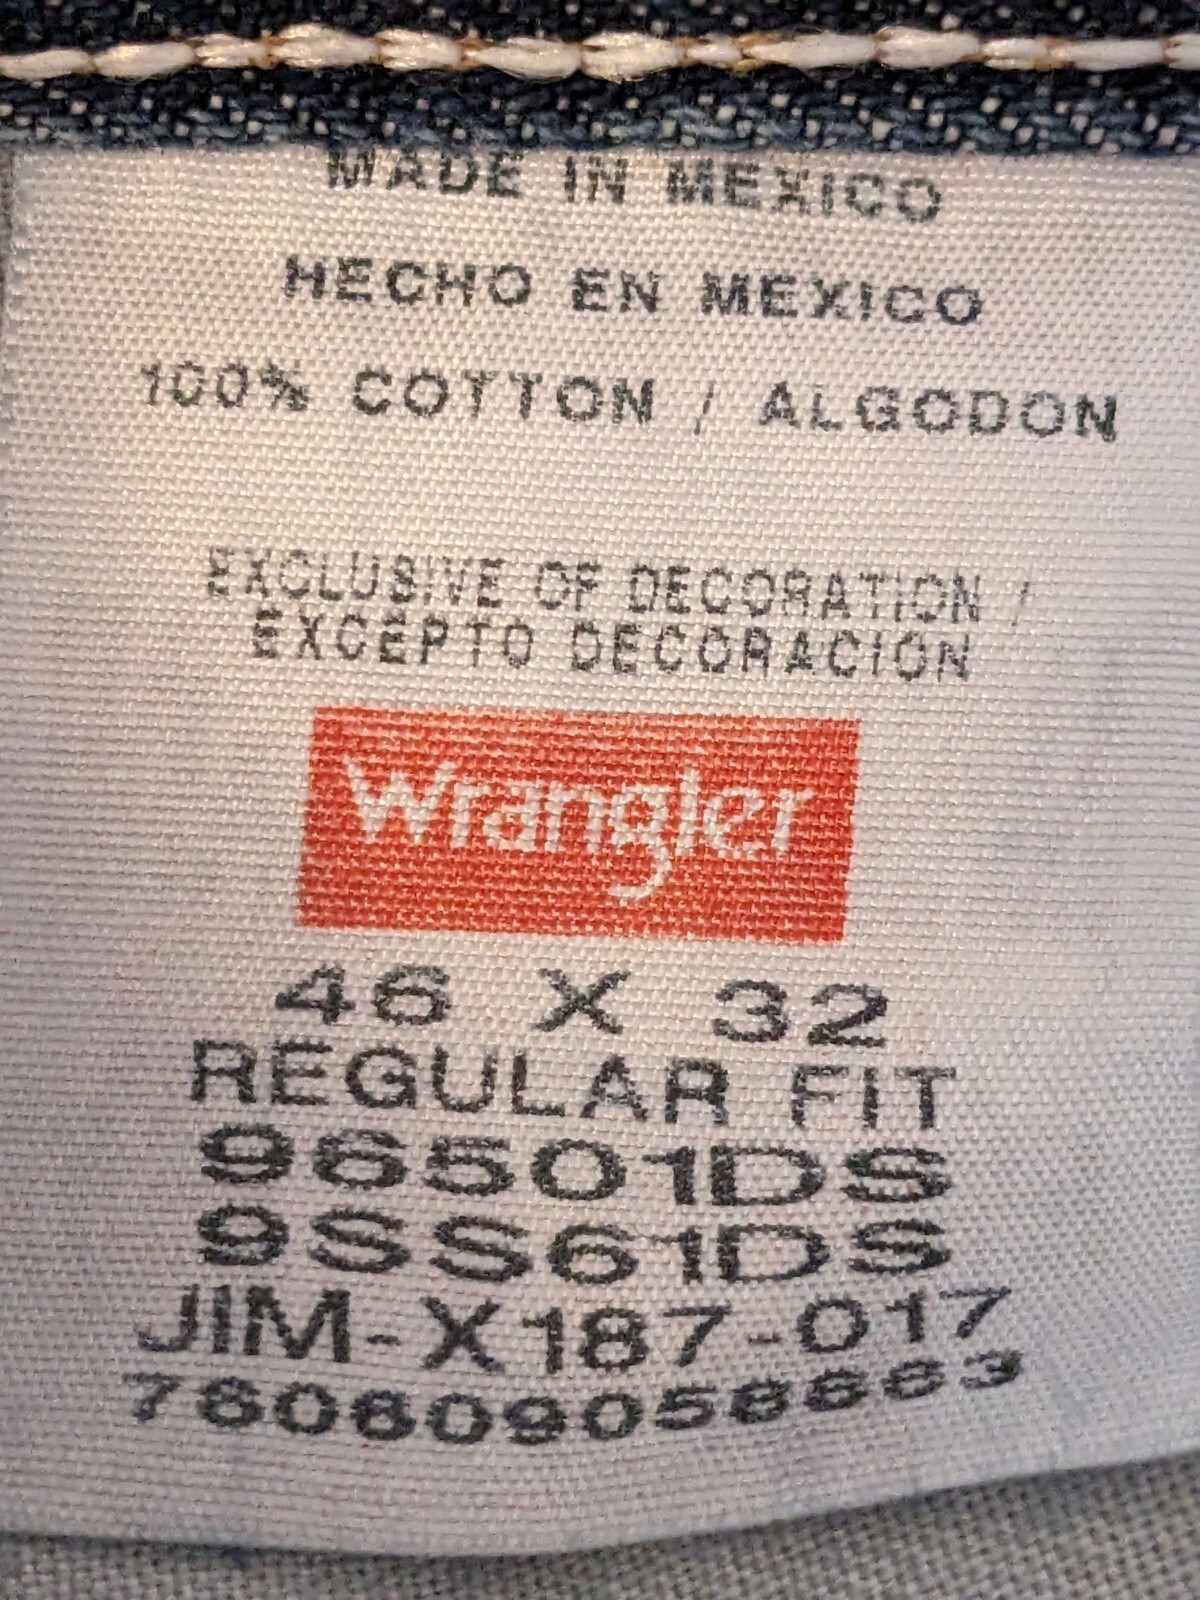 MADE IN MEXICO
HECHO EN MEXICO
100% COTTON / ALGODON
EXCLUSIVE OF DECORATION /
EXCEPTO DECORACION
Wrangler
46 X 32
REGULAR FIT
96501DS
9SS61DS
JIM-X187-017